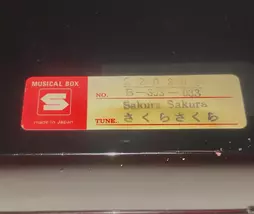 MUSICAL BOX
S
made in Japan
NO.
Sakura Sakura
TUNE. さくらさくら